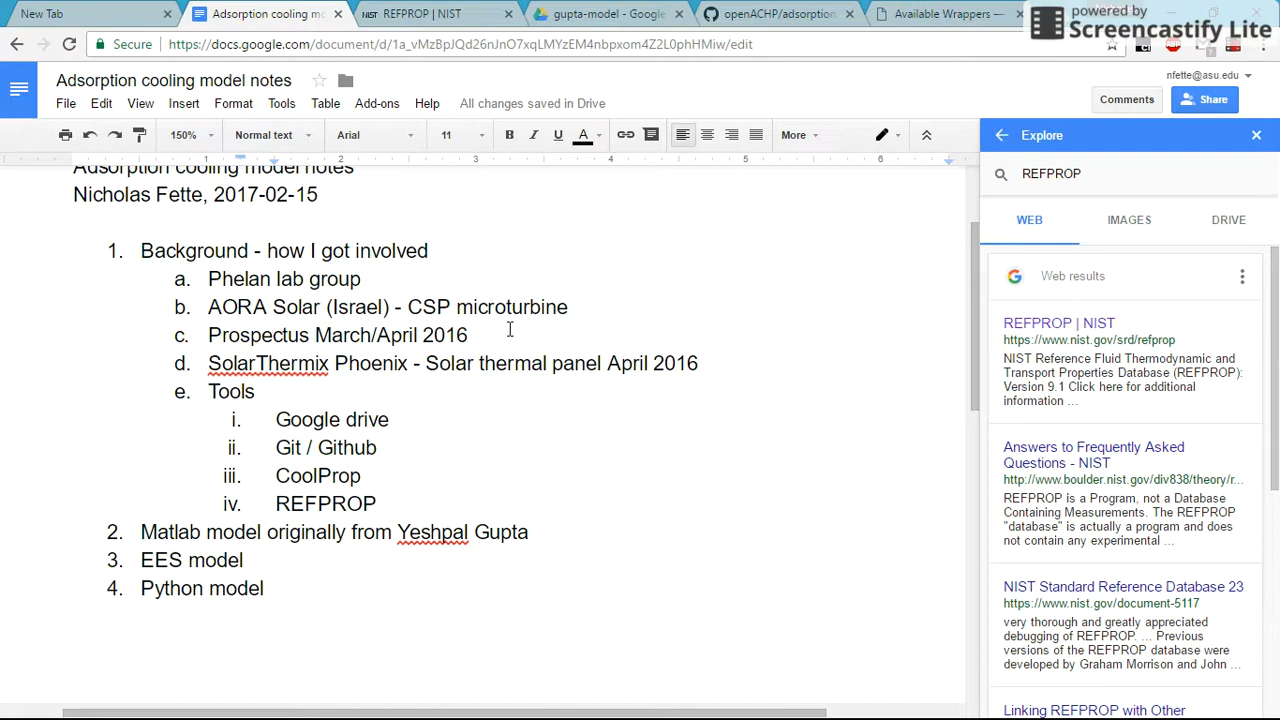 New Tab
Adsorption cooling mo
REFPROP | NIST
gupta-model - Google
openACHP/adsorption
Available Wrappers —
powered by
Screencastify Lite
Secure
https://docs.google.com/document/d/1a_vMzBpJCQ26nJnO7xqLMYzEM4nbpxom4Z2L0phHMiw/edit
Adsorption cooling model notes
nfette@asu.edu
File Edit View Insert Format Tools Table Add-ons Help All changes saved in Drive
Comments
Share
150% Normal text Arial 11 B I U A More
1 2 3 4 5 6
Explore
REFPROP
WEB IMAGES DRIVE
Adsorption cooling model notes
Nicholas Fette, 2017-02-15
1. Background - how I got involved
a. Phelan lab group
b. AORA Solar (Israel) - CSP microturbine
c. Prospectus March/April 2016
d. SolarThermix Phoenix - Solar thermal panel April 2016
e. Tools
i. Google drive
ii. Git / Github
iii. CoolProp
iv. REFPROP
2. Matlab model originally from Yeshpal Gupta
3. EES model
4. Python model
Web results
REFPROP | NIST
https://www.nist.gov/srd/refprop
NIST Reference Fluid Thermodynamic and
Transport Properties Database (REFPROP):
Version 9.1 Click here for additional
information ...
Answers to Frequently Asked
Questions - NIST
http://www.boulder.nist.gov/div838/theory/r...
REFPROP is a Program, not a Database
Containing Measurements. The REFPROP
"database" is actually a program and does
not contain any experimental ...
NIST Standard Reference Database 23
https://www.nist.gov/document-5117
very thorough and greatly appreciated
debugging of REFPROP. ... Previous
versions of the REFPROP database were
developed by Graham Morrison and John ...
Linking REFPROP with Other